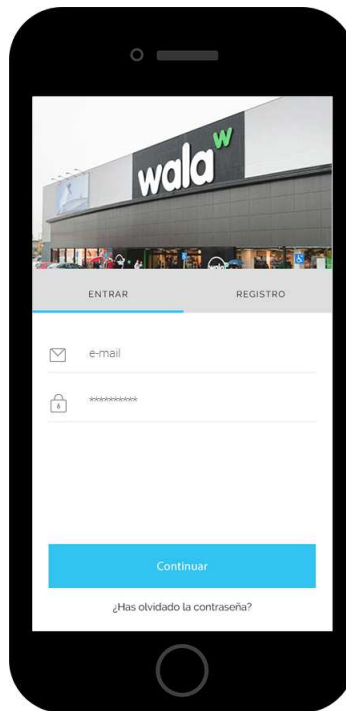 wala w
ENTRAR
REGISTRO
e-mail
**********
Continuar
¿Has olvidado la contraseña?